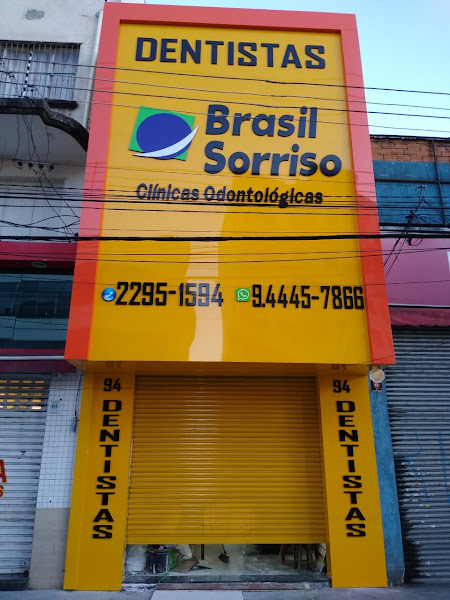 DENTISTAS
Brasil
Sorriso
Clínicas Odontológicas
2295-1594 9.4445-7866
94 DENTISTAS
94 DENTISTAS